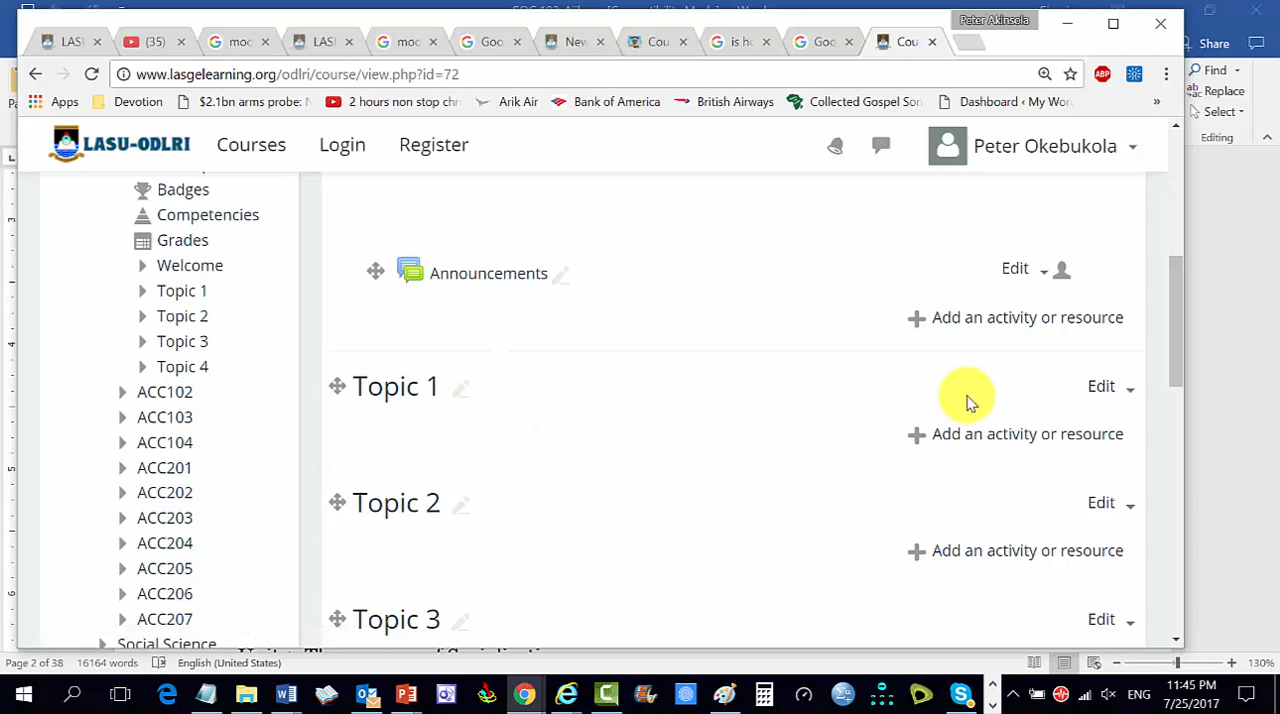 Peter Akinsola
LAS
(35)
moo
LAS
moc
Goo
New
Cou
is ho
Goo
Cou
Share
www.lasgelearning.org/odlri/course/view.php?id=72
Find
Apps
Devotion
$2.1bn arms probe: N
2 hours non stop chr
Arik Air
Bank of America
British Airways
Collected Gospel Son
Dashboard ‹ My Wor
»
Replace
Select
Editing
LASU-ODLRI
Courses
Login
Register
Peter Okebukola
Badges
Competencies
Grades
Welcome
Topic 1
Topic 2
Topic 3
Topic 4
ACC102
ACC103
ACC104
ACC201
ACC202
ACC203
ACC204
ACC205
ACC206
ACC207
Social Science
Announcements
Edit
Add an activity or resource
Topic 1
Edit
Add an activity or resource
Topic 2
Edit
Add an activity or resource
Topic 3
Edit
Page 2 of 38
16164 words
English (United States)
130%
ENG
11:45 PM
7/25/2017